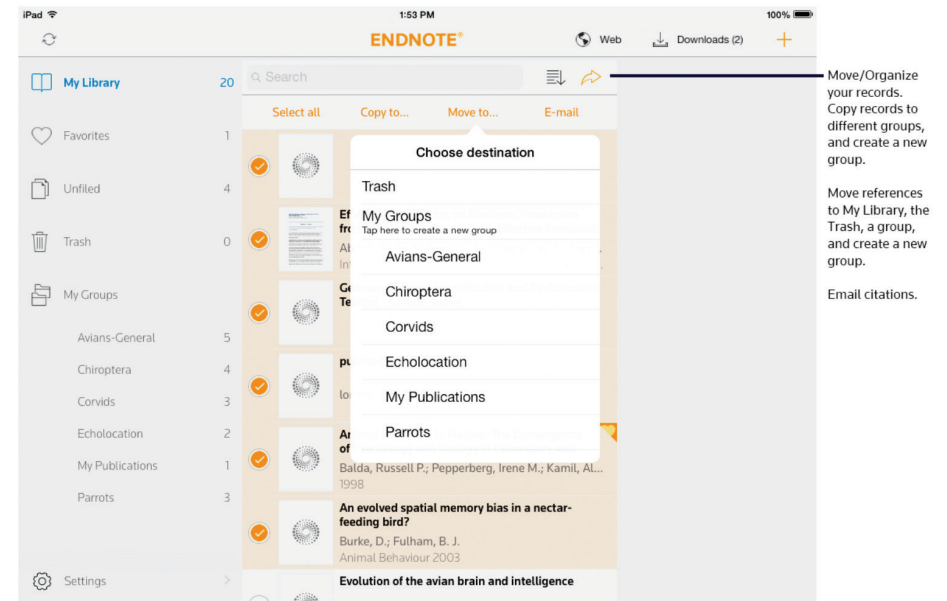 iPad
1:53 PM
100%
ENDNOTE®
Web
Downloads (2)
My Library 20
Search
Select all
Copy to...
Move to...
E-mail
Favorites 1
Unfiled 4
Trash 0
My Groups
Avians-General 5
Chiroptera 4
Corvids 3
Echolocation 2
My Publications 1
Parrots 3
Settings
Choose destination
Trash
My Groups
Tap here to create a new group
Avians-General
Chiroptera
Corvids
Echolocation
My Publications
Parrots
of
Balda, Russell P.; Pepperberg, Irene M.; Kamil, Al...
1998
An evolved spatial memory bias in a nectar-
feeding bird?
Burke, D.; Fulham, B. J.
Animal Behaviour 2003
Evolution of the avian brain and intelligence
Move/Organize
your records.
Copy records to
different groups,
and create a new
group.
Move references
to My Library, the
Trash, a group,
and create a new
group.
Email citations.